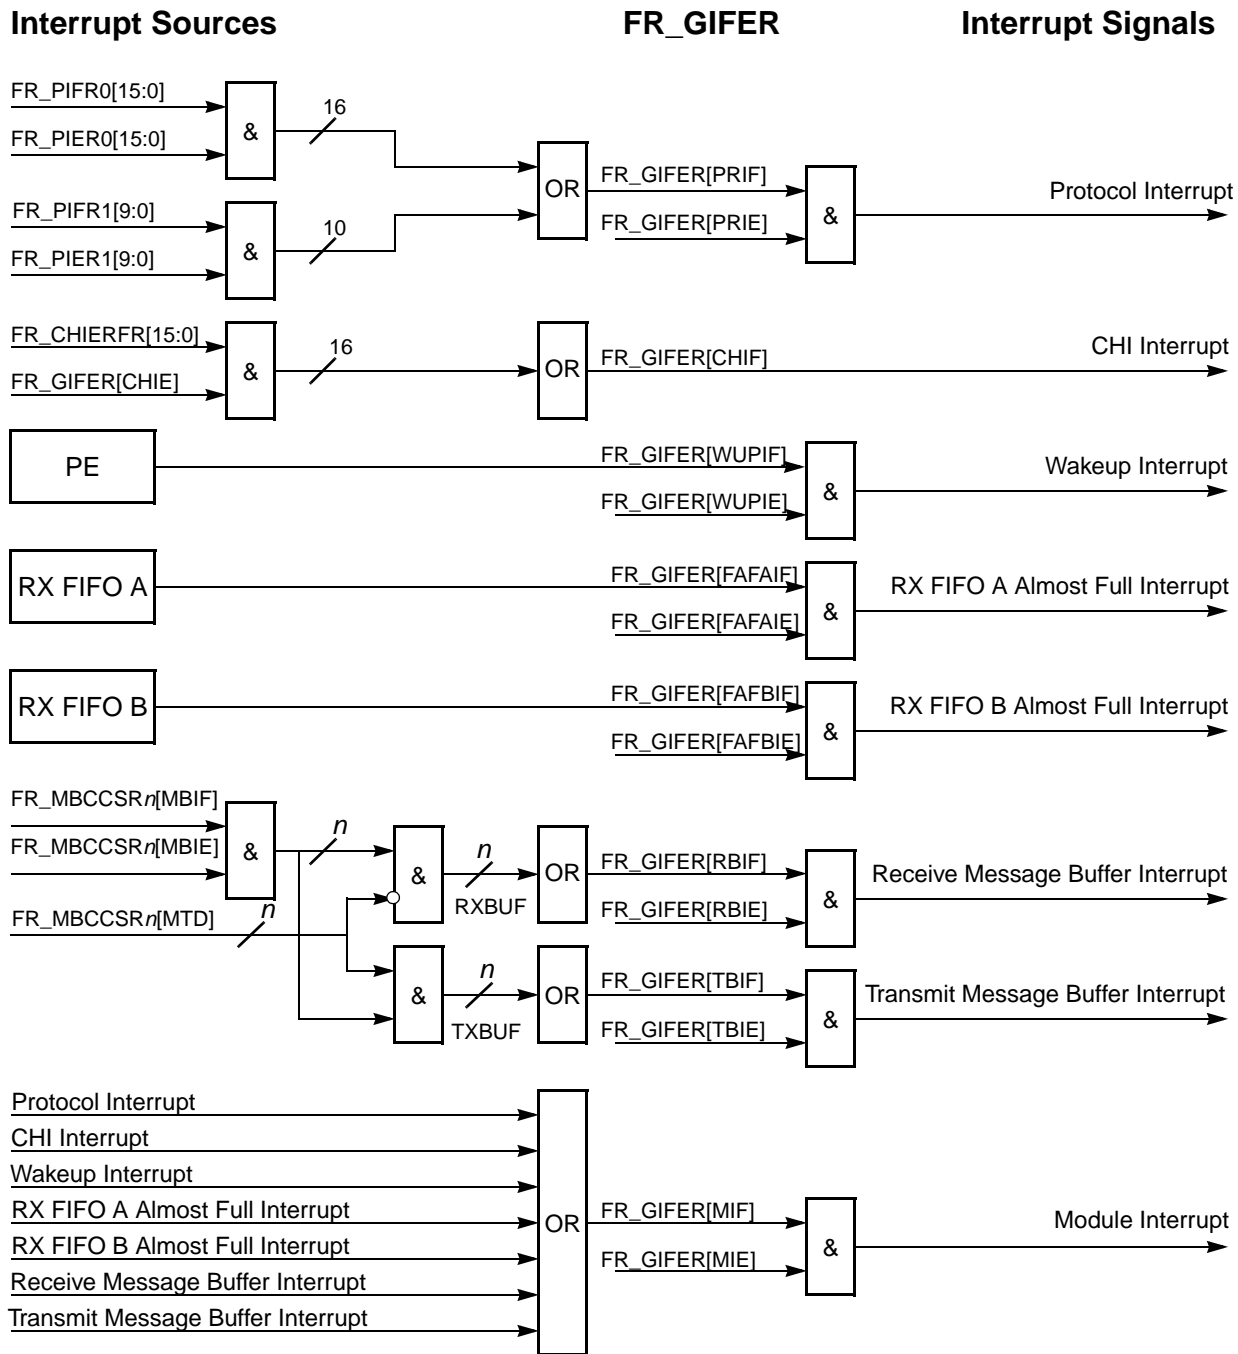 Interrupt Sources FR_GIFER Interrupt Signals
FR_PIFR0[15:0]
FR_PIER0[15:0]
&
16
FR_PIFR1[9:0]
FR_PIER1[9:0]
&
10
OR
FR_GIFER[PRIF]
FR_GIFER[PRIE]
&
Protocol Interrupt
FR_CHIERFR[15:0]
FR_GIFER[CHIE]
&
16
OR
FR_GIFER[CHIF]
CHI Interrupt
PE
FR_GIFER[WUPIF]
FR_GIFER[WUPIE]
&
Wakeup Interrupt
RX FIFO A
FR_GIFER[FAFAIF]
FR_GIFER[FAFAIE]
&
RX FIFO A Almost Full Interrupt
RX FIFO B
FR_GIFER[FAFBIF]
FR_GIFER[FAFBIE]
&
RX FIFO B Almost Full Interrupt
FR_MBCCSRn[MBIF]
FR_MBCCSRn[MBIE]
&
n
FR_MBCCSRn[MTD]
n
&
n
RXBUF
OR
FR_GIFER[RBIF]
FR_GIFER[RBIE]
&
Receive Message Buffer Interrupt
&
n
TXBUF
OR
FR_GIFER[TBIF]
FR_GIFER[TBIE]
&
Transmit Message Buffer Interrupt
Protocol Interrupt
CHI Interrupt
Wakeup Interrupt
RX FIFO A Almost Full Interrupt
RX FIFO B Almost Full Interrupt
Receive Message Buffer Interrupt
Transmit Message Buffer Interrupt
OR
FR_GIFER[MIF]
FR_GIFER[MIE]
&
Module Interrupt